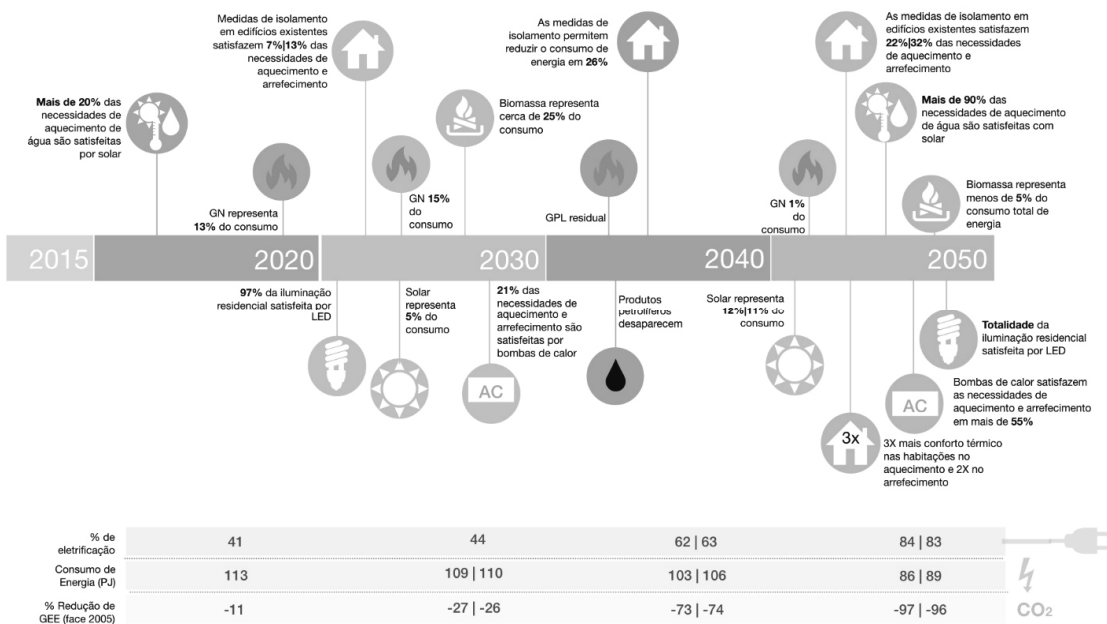 Medidas de isolamento
em edifícios existentes
satisfazem 7%|13% das
necessidades de
aquecimento e
arrefecimento
As medidas de
isolamento permitem
reduzir o consumo de
energia em 26%
As medidas de isolamento em
edifícios existentes satisfazem
22%|32% das necessidades
de aquecimento e
arrefecimento
Mais de 20% das
necessidades de
aquecimento de
água são satisfeitas
por solar
Biomassa representa
cerca de 25% do
consumo
Mais de 90% das
necessidades de aquecimento
de água são satisfeitas com
solar
GN representa
13% do consumo
GN 15%
do
consumo
GPL residual
GN 1%
do
consumo
Biomassa representa
menos de 5% do
consumo total de
energia
2015
2020
2030
2040
2050
97% da iluminação
residencial satisfeita por
LED
Solar
representa
5% do
consumo
21% das
necessidades de
aquecimento e
arrefecimento são
satisfeitas por
bombas de calor
Produtos
petrolíferos
desaparecem
Solar representa
12%|11% do
consumo
Totalidade da
iluminação residencial
satisfeita por LED
AC
AC
Bombas de calor satisfazem
as necessidades de
aquecimento e arrefecimento
em mais de 55%
3x
3X mais conforto térmico
nas habitações no
aquecimento e 2X no
arrefecimento
% de
eletrificação
41
44
62 | 63
84 | 83
Consumo de
Energia (PJ)
113
109 | 110
103 | 106
86 | 89
% Redução de
GEE (face 2005)
-11
-27 | -26
-73 | -74
-97 | -96
CO2